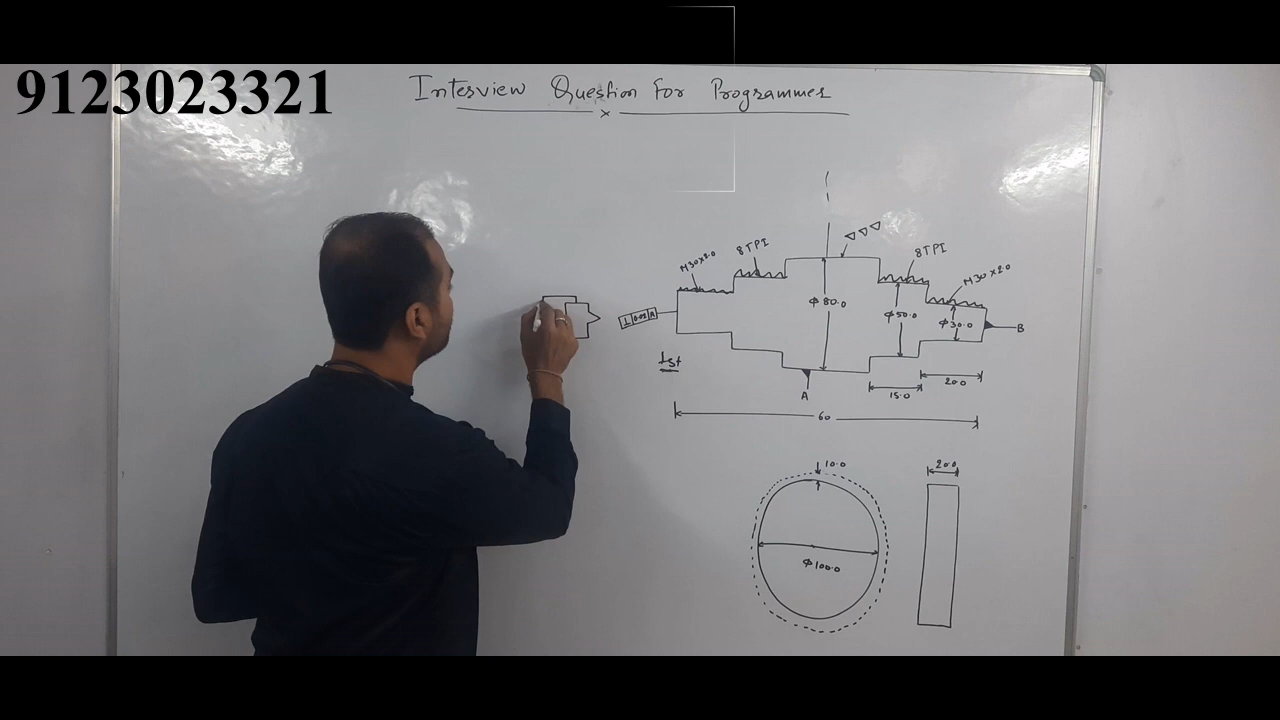 9123023321
Interview Question For Programmer
M30x2.0
8TPI
8TPI
M30x2.0
Φ80.0
Φ50.0
Φ30.0
B
⊥ A
1st
A
15.0
20.0
60
10.0
20.0
Φ100.0